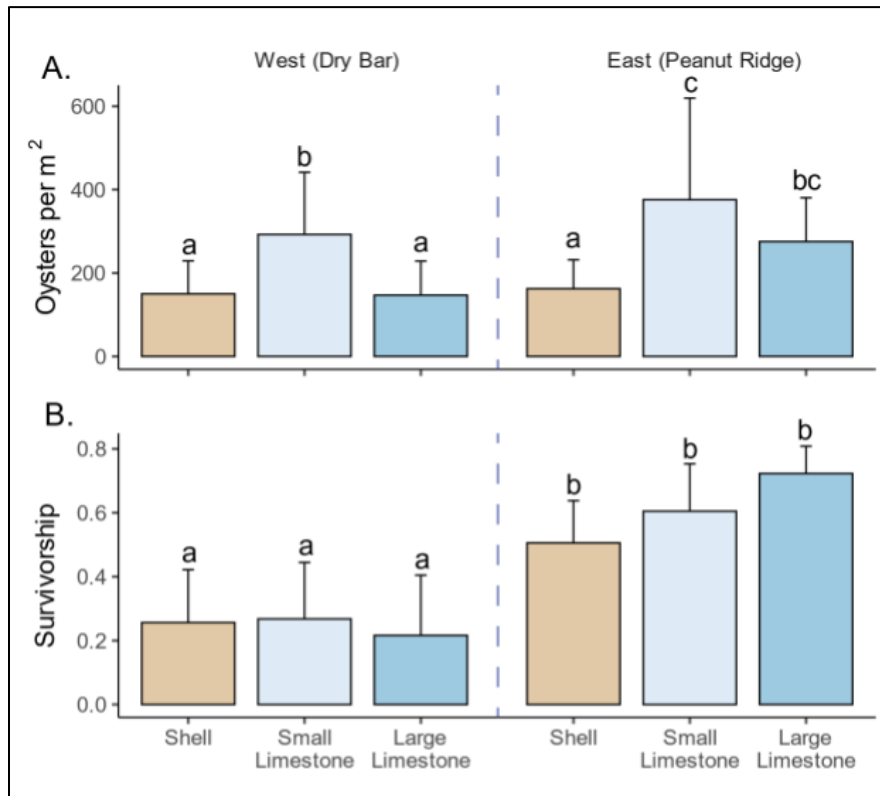 A.
West (Dry Bar)
East (Peanut Ridge)
Oysters per m²
600
400
200
0
a
b
a
a
c
bc
B.
Survivorship
0.8
0.6
0.4
0.2
0.0
a
a
a
b
b
b
Shell
Small
Limestone
Large
Limestone
Shell
Small
Limestone
Large
Limestone